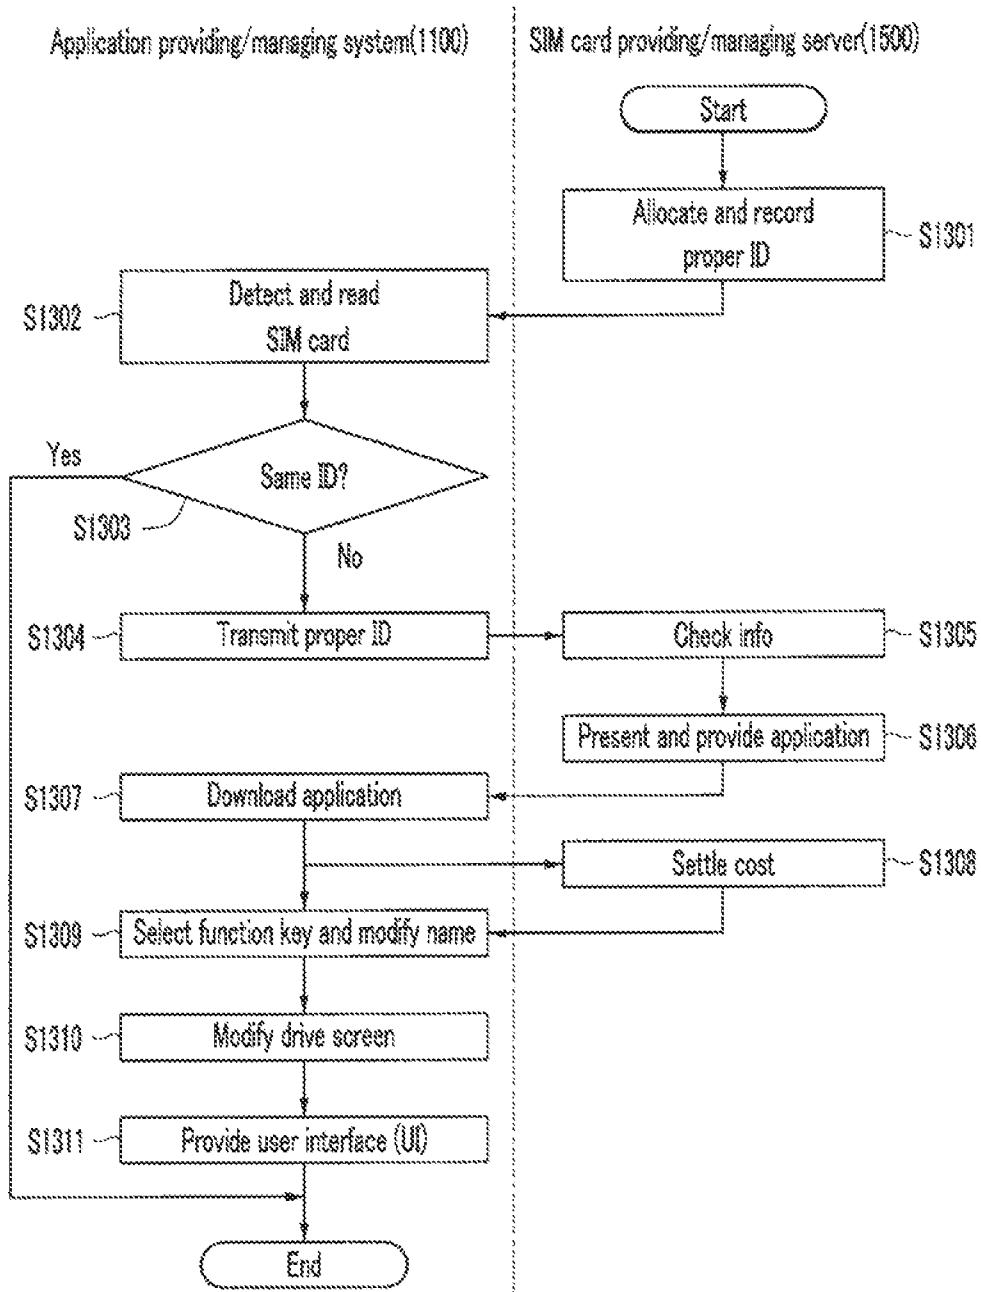 Application providing/managing system(1100)
SIM card providing/managing server(1500)
Start
Allocate and record
proper ID
S1301
Detect and read
SIM card
S1302
Yes
Same ID?
S1303
No
S1304
Transmit proper ID
Check info
S1305
Present and provide application
S1306
S1307
Download application
Settle cost
S1308
S1309
Select function key and modify name
S1310
Modify drive screen
S1311
Provide user interface (UI)
End